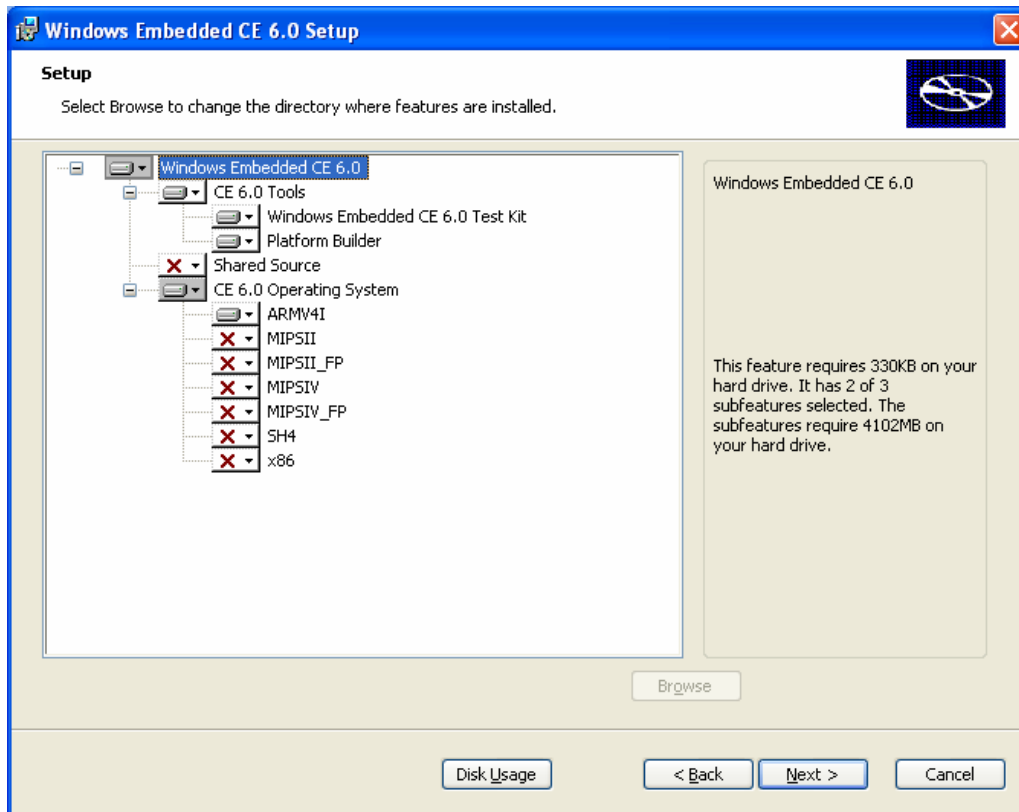 Windows Embedded CE 6.0 Setup
Setup
Select Browse to change the directory where features are installed.
Windows Embedded CE 6.0
CE 6.0 Tools
Windows Embedded CE 6.0 Test Kit
Platform Builder
Shared Source
CE 6.0 Operating System
ARMV4I
MIPSII
MIPSII_FP
MIPSIV
MIPSIV_FP
SH4
x86
Windows Embedded CE 6.0
This feature requires 330KB on your
hard drive. It has 2 of 3
subfeatures selected. The
subfeatures require 4102MB on
your hard drive.
Browse
Disk Usage
< Back
Next >
Cancel